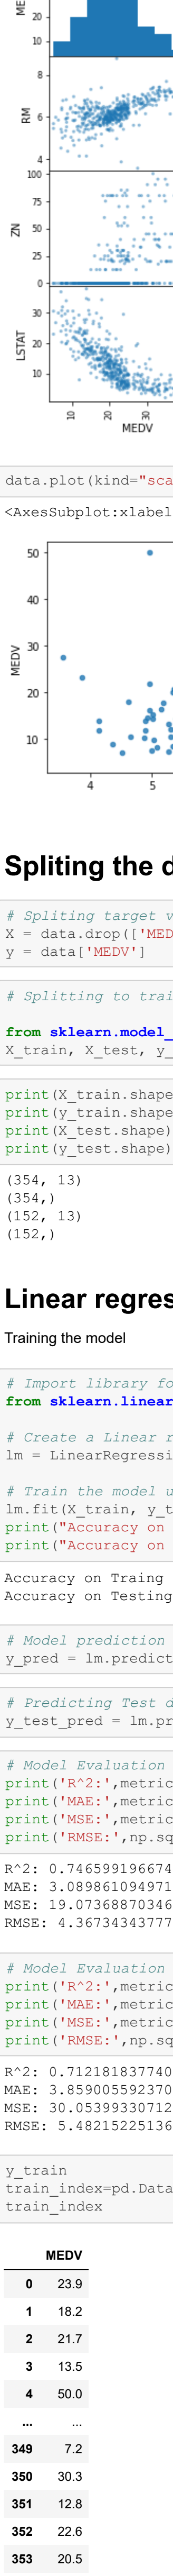 ME
10
8
RM
6
4
100
75
ZN
50
25
0
30
LSTAT
20
10
10
20
30
MEDV
data.plot(kind="sca
<AxesSubplot:xlabel
50
40
MEDV
30
20
10
4
5
Spliting the d
# Spliting target v
X = data.drop(['MED
y = data['MEDV']
# Splitting to trai
from sklearn.model_
X_train, X_test, y_
print(X_train.shape
print(y_train.shape
print(X_test.shape)
print(y_test.shape)
(354, 13)
(354,)
(152, 13)
(152,)
Linear regres
Training the model
# Import library fo
from sklearn.linear
# Create a Linear r
lm = LinearRegressi
# Train the model u
lm.fit(X_train, y_t
print("Accuracy on
print("Accuracy on
Accuracy on Traing
Accuracy on Testing
# Model prediction
y_pred = lm.predict
# Predicting Test d
y_test_pred = lm.pr
# Model Evaluation
print('R^2:',metric
print('MAE:',metric
print('MSE:',metric
print('RMSE:',np.sq
R^2: 0.746599196674
MAE: 3.089861094971
MSE: 19.07368870346
RMSE: 4.36734343777
# Model Evaluation
print('R^2:',metric
print('MAE:',metric
print('MSE:',metric
print('RMSE:',np.sq
R^2: 0.712181837740
MAE: 3.859005592370
MSE: 30.05399330712
RMSE: 5.48215225136
y_train
train_index=pd.Data
train_index
MEDV
0 23.9
1 18.2
2 21.7
3 13.5
4 50.0
... ...
349 7.2
350 30.3
351 12.8
352 22.6
353 20.5